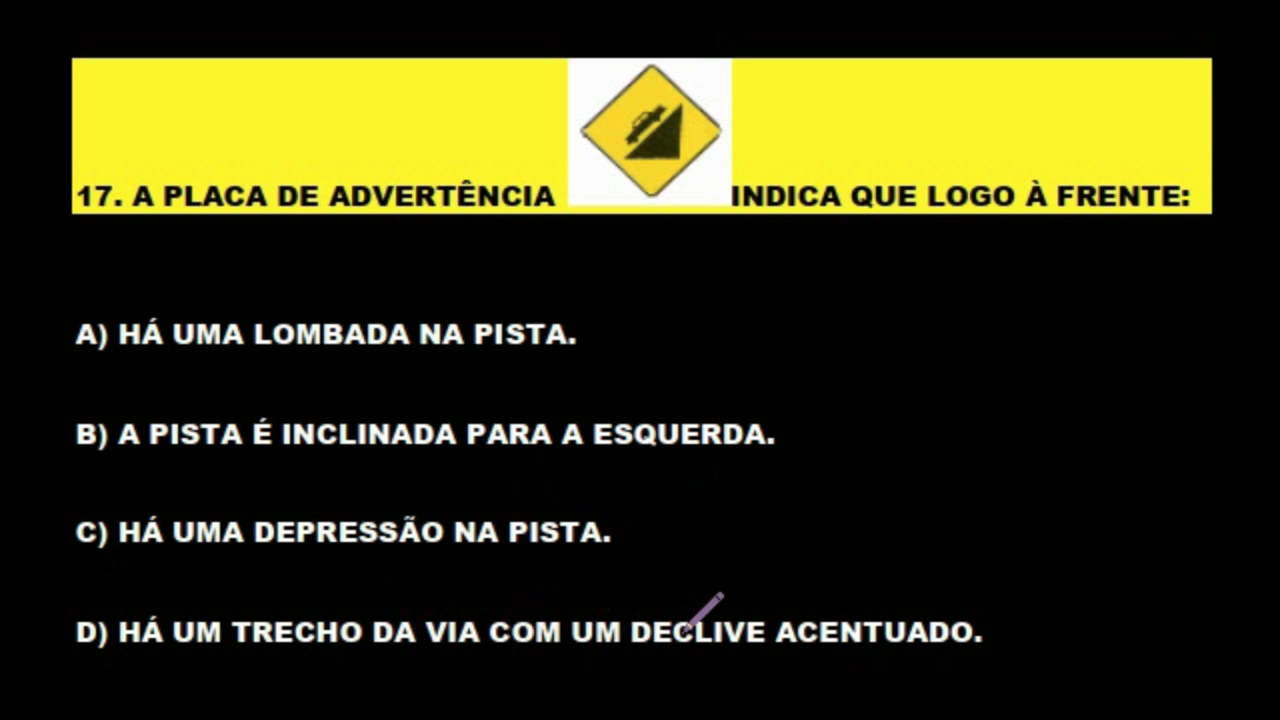 17. A PLACA DE ADVERTÊNCIA INDICA QUE LOGO À FRENTE:
A) HÁ UMA LOMBADA NA PISTA.
B) A PISTA É INCLINADA PARA A ESQUERDA.
C) HÁ UMA DEPRESSÃO NA PISTA.
D) HÁ UM TRECHO DA VIA COM UM DECLIVE ACENTUADO.